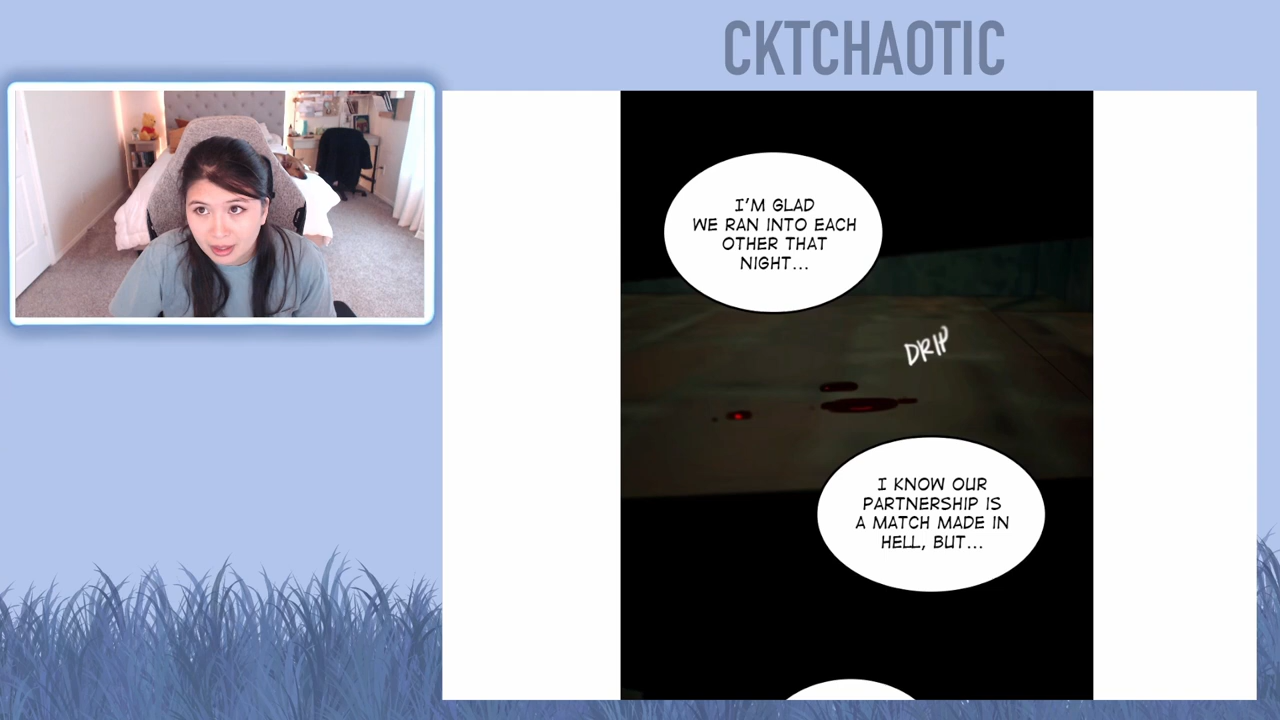 CKTCHAOTIC
I'M GLAD
WE RAN INTO EACH
OTHER THAT
NIGHT...
DRIP
I KNOW OUR
PARTNERSHIP IS
A MATCH MADE IN
HELL, BUT...